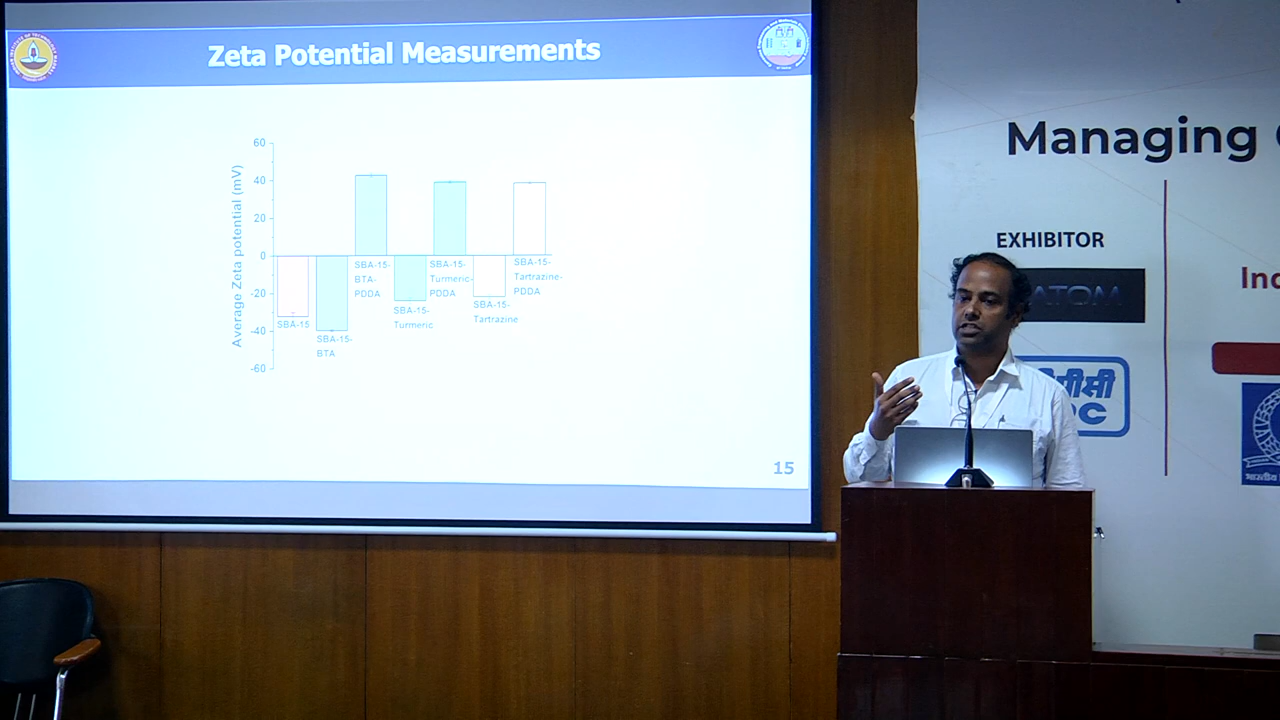 Zeta Potential Measurements
Average Zeta potential (mV)
60
40
20
0
-20
-40
-60
SBA-15
SBA-15-
BTA
SBA-15-
BTA-
PDDA
SBA-15-
Turmeric
SBA-15-
Turmeric-
PDDA
SBA-15-
Tartrazine
SBA-15-
Tartrazine-
PDDA
15
Managing
EXHIBITOR
ATOM